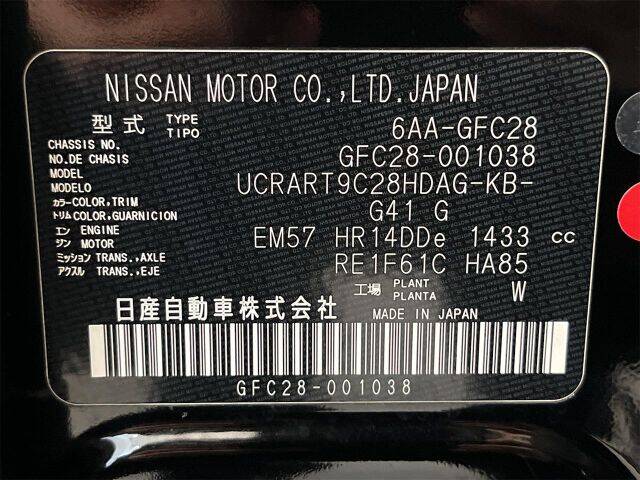 NISSAN MOTOR CO.,LTD.JAPAN
型式 TYPE TIPO 6AA-GFC28
CHASSIS NO. NO.DE CHASIS GFC28-001038
MODEL MODELO UCRART9C28HDAG-KB-
カラー COLOR,TRIM トリム COLOR,GUARNICION G41 G
エンジン ENGINE MOTOR EM57 HR14DDe 1433 cc
ミッション TRANS.,AXLE アクスル TRANS.,EJE RE1F61C HA85
工場 PLANT PLANTA W
日産自動車株式会社 MADE IN JAPAN
GFC28-001038